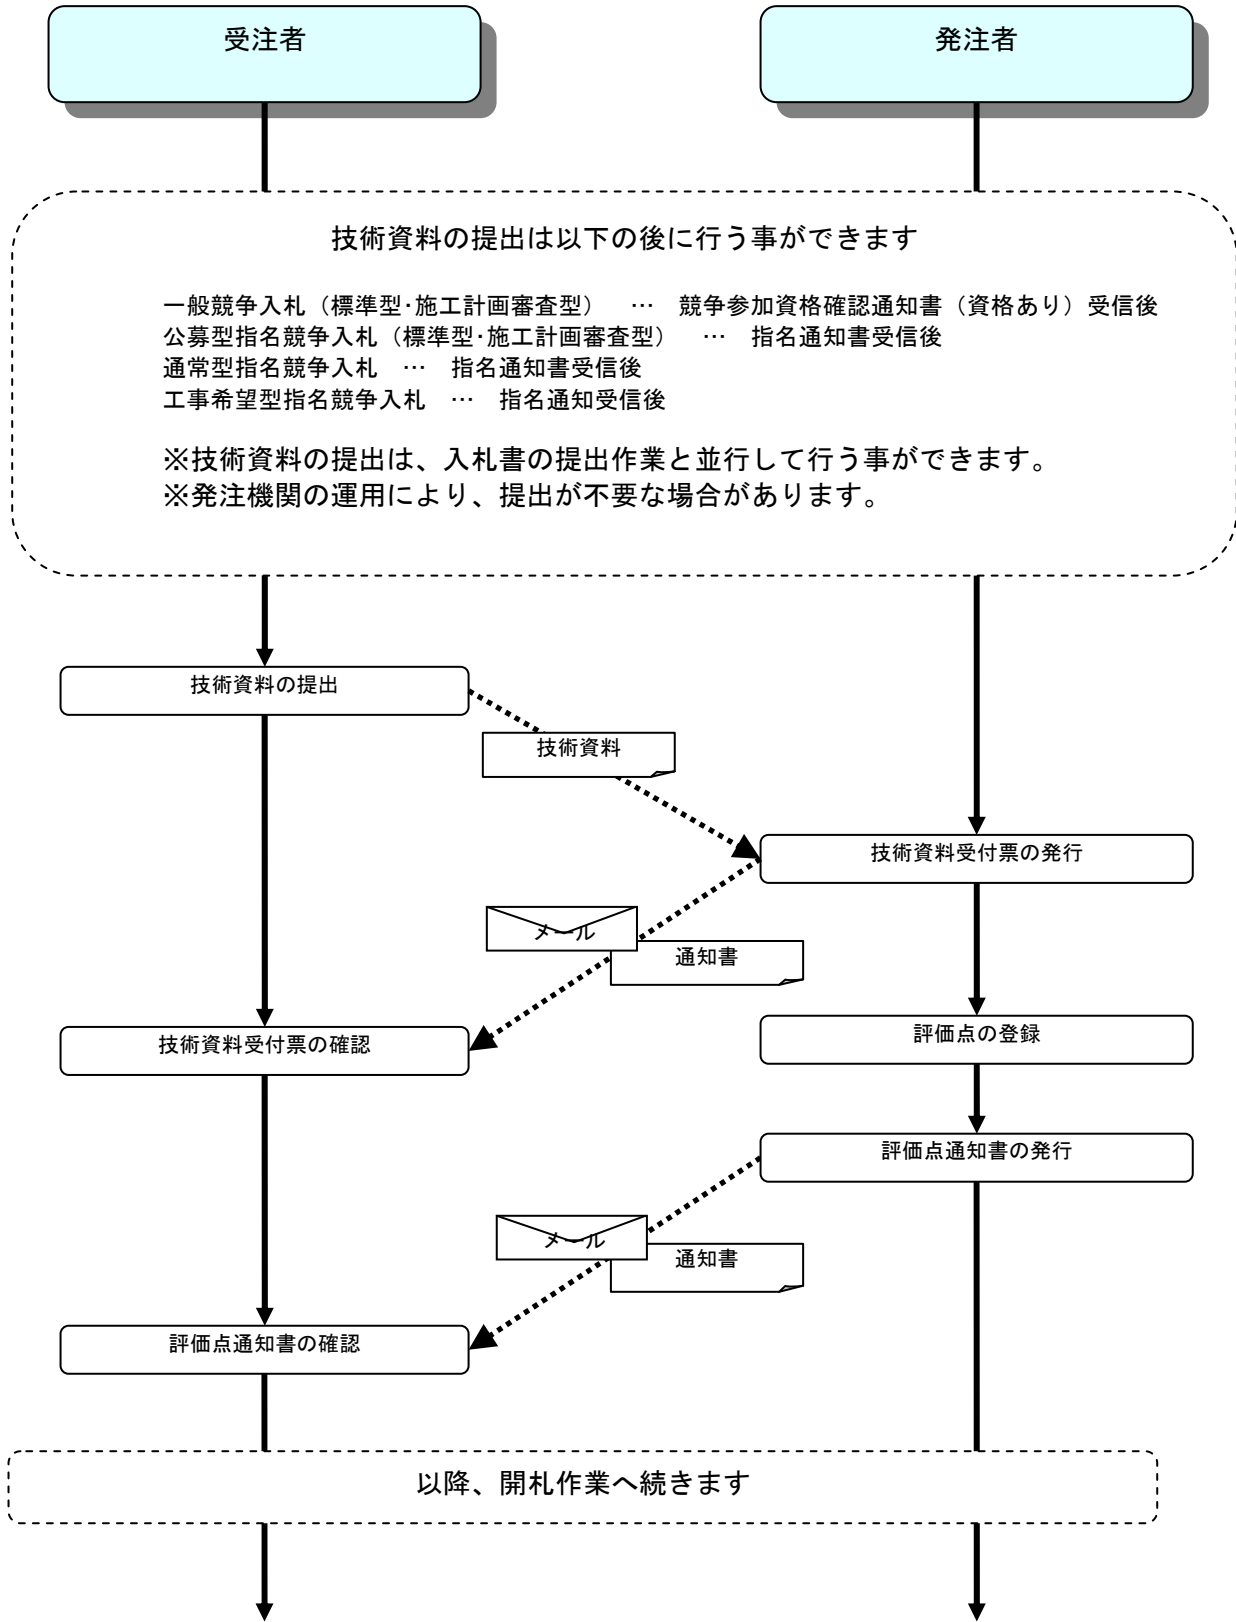 受注者
発注者
技術資料の提出は以下の後に行う事ができます
一般競争入札（標準型･施工計画審査型）　…　競争参加資格確認通知書（資格あり）受信後
公募型指名競争入札（標準型･施工計画審査型）　…　指名通知書受信後
通常型指名競争入札　…　指名通知書受信後
工事希望型指名競争入札　…　指名通知受信後
※技術資料の提出は、入札書の提出作業と並行して行う事ができます。
※発注機関の運用により、提出が不要な場合があります。
技術資料の提出
技術資料
技術資料受付票の発行
メール
通知書
技術資料受付票の確認
評価点の登録
評価点通知書の発行
メール
通知書
評価点通知書の確認
以降、開札作業へ続きます